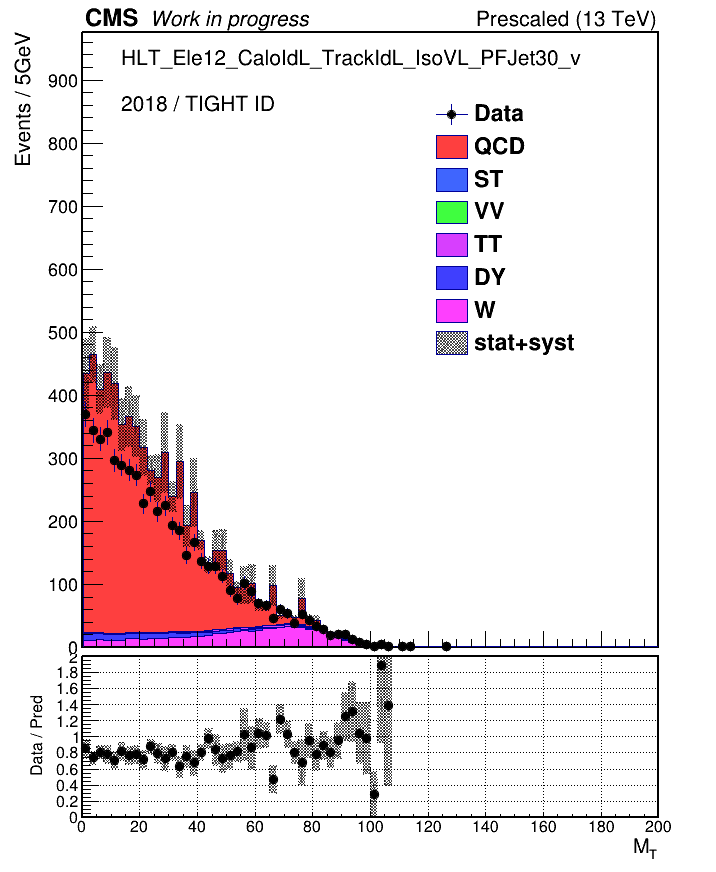 CMS Work in progress Prescaled (13 TeV)
Events / 5GeV
HLT_Ele12_CaloIdL_TrackIdL_IsoVL_PFJet30_v
2018 / TIGHT ID
Data
QCD
ST
VV
TT
DY
W
stat+syst
900
800
700
600
500
400
300
200
100
0
Data / Pred
2
1.8
1.6
1.4
1.2
1
0.8
0.6
0.4
0.2
0
0 20 40 60 80 100 120 140 160 180 200
M_T